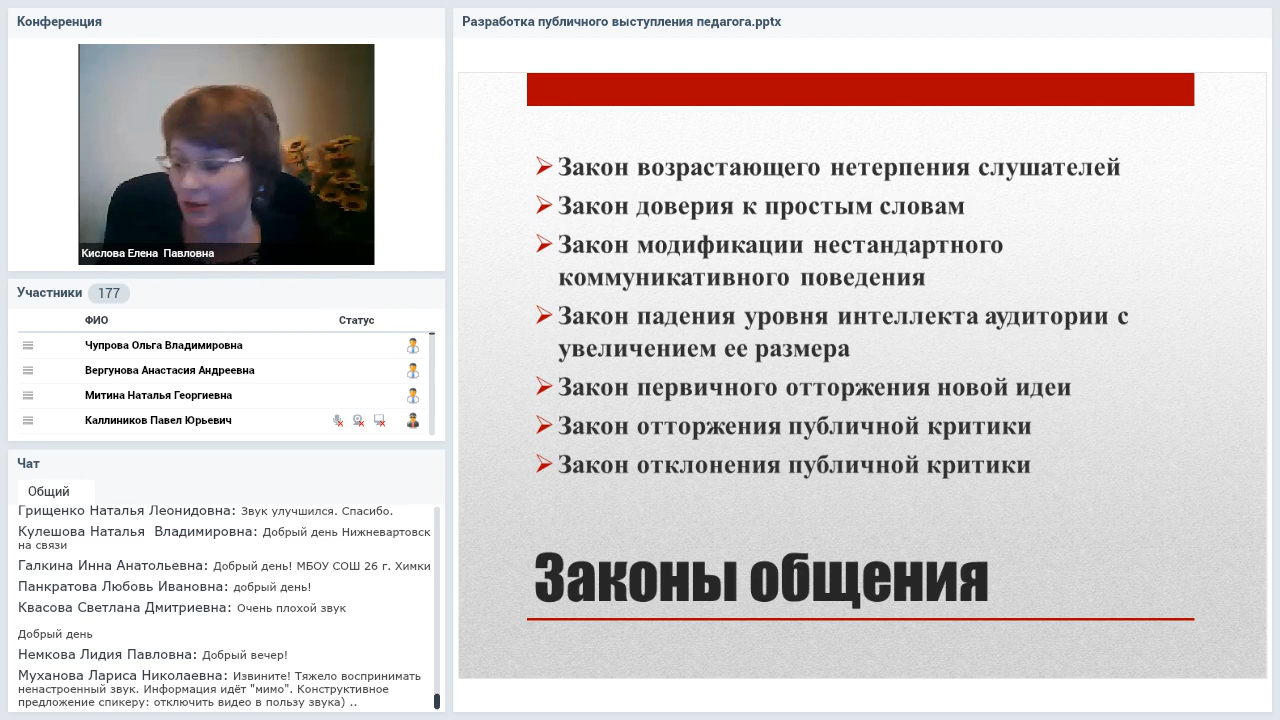 Конференция
Кислова Елена  Павловна
Участники 177
ФИО Статус
Чупрова Ольга Владимировна
Вергунова Анастасия Андреевна
Митина Наталья Георгиевна
Каллиников Павел Юрьевич
Чат
Общий
Грищенко Наталья Леонидовна: Звук улучшился. Спасибо.
Кулешова Наталья  Владимировна: Добрый день Нижневартовск
на связи
Галкина Инна Анатольевна: Добрый день! МБОУ СОШ 26 г. Химки
Панкратова Любовь Ивановна: добрый день!
Квасова Светлана Дмитриевна: Очень плохой звук
Добрый день
Немкова Лидия Павловна: Добрый вечер!
Муханова Лариса Николаевна: Извините! Тяжело воспринимать
ненастроенный звук. Информация идёт "мимо". Конструктивное
предложение спикеру: отключить видео в пользу звука) ..
Разработка публичного выступления педагога.pptx
Закон возрастающего нетерпения слушателей
Закон доверия к простым словам
Закон модификации нестандартного
коммуникативного поведения
Закон падения уровня интеллекта аудитории с
увеличением ее размера
Закон первичного отторжения новой идеи
Закон отторжения публичной критики
Закон отклонения публичной критики
Законы общения